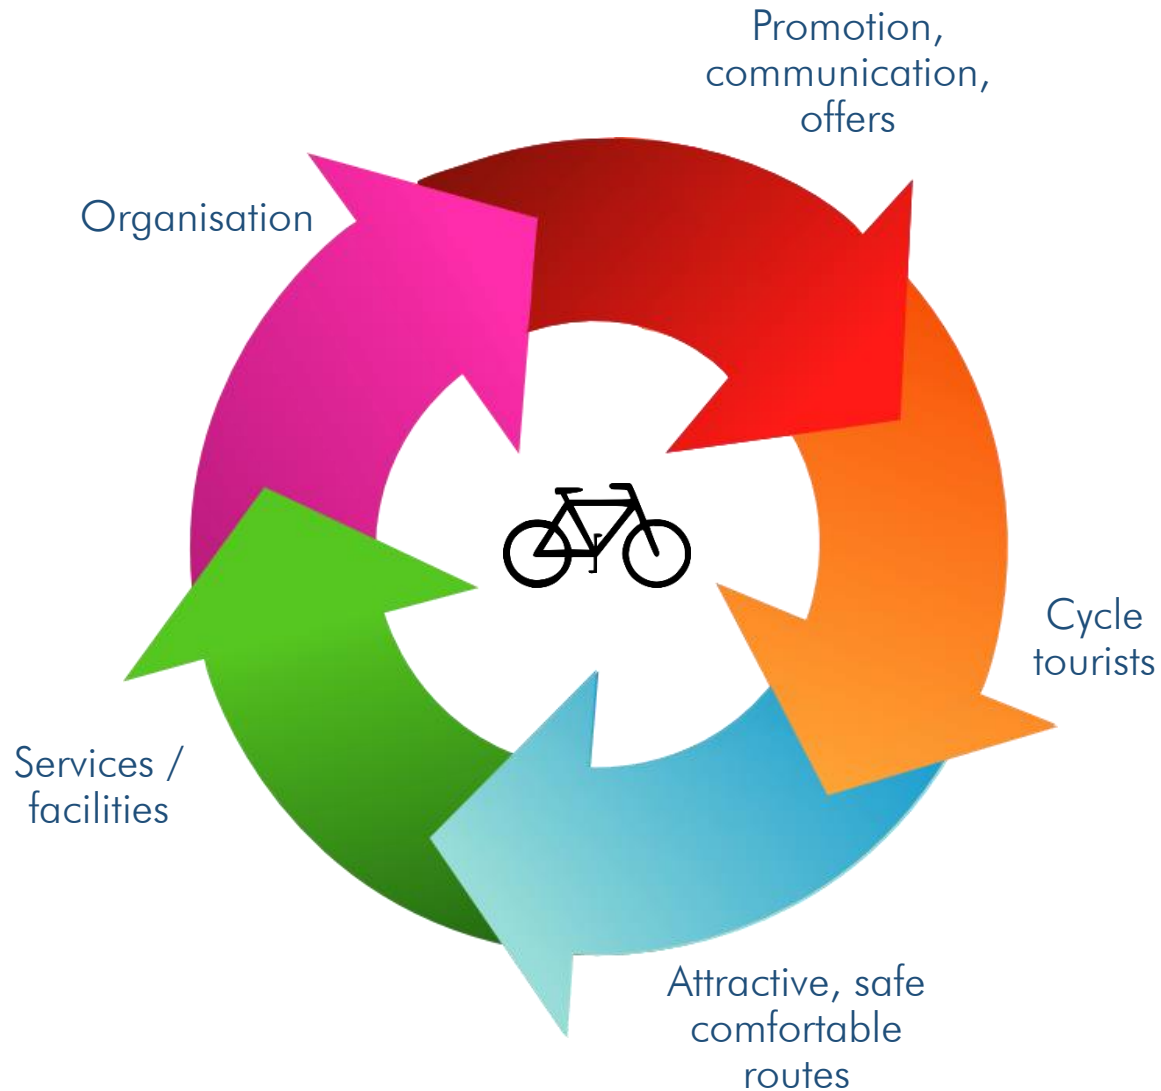 Promotion,
communication,
offers
Organisation
Cycle
tourists
Services /
facilities
Attractive, safe
comfortable
routes